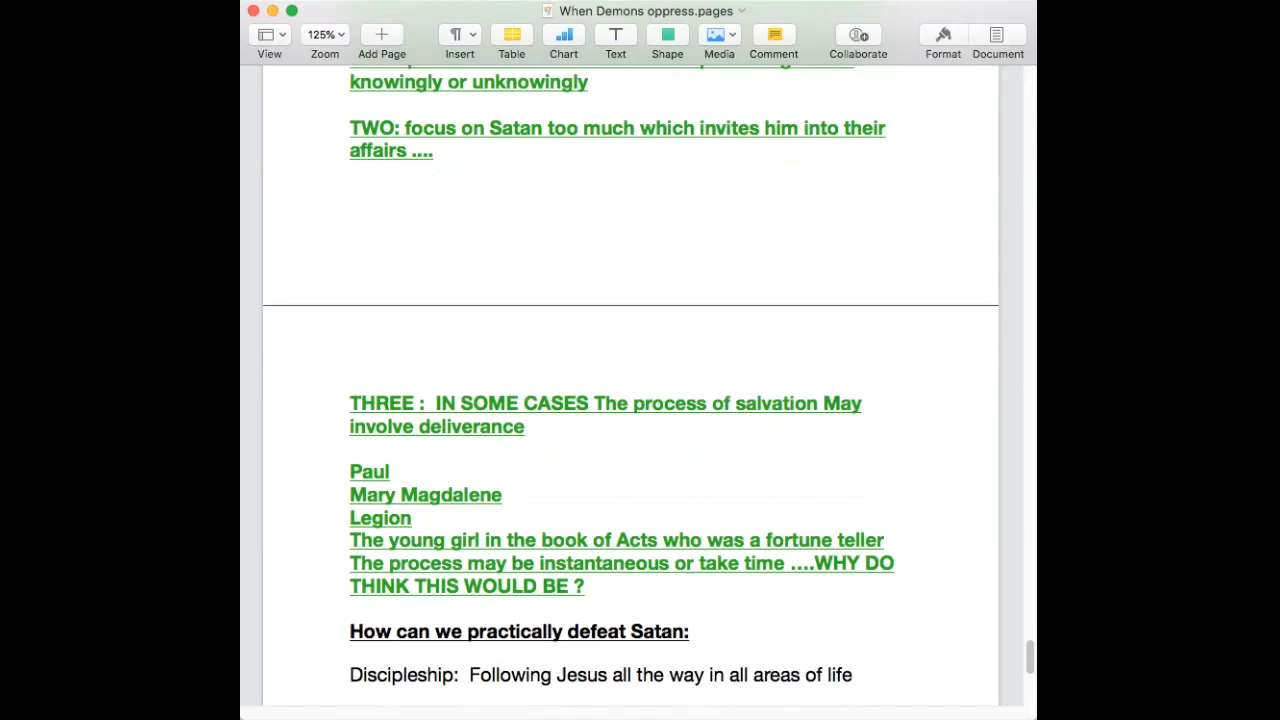 When Demons oppress.pages
125%
View
Zoom
Add Page
Insert
Table
Chart
Text
Shape
Media
Comment
Collaborate
Format
Document
knowingly or unknowingly
TWO: focus on Satan too much which invites him into their
affairs ....
THREE :  IN SOME CASES The process of salvation May
involve deliverance
Paul
Mary Magdalene
Legion
The young girl in the book of Acts who was a fortune teller
The process may be instantaneous or take time ....WHY DO
THINK THIS WOULD BE ?
How can we practically defeat Satan:
Discipleship:  Following Jesus all the way in all areas of life